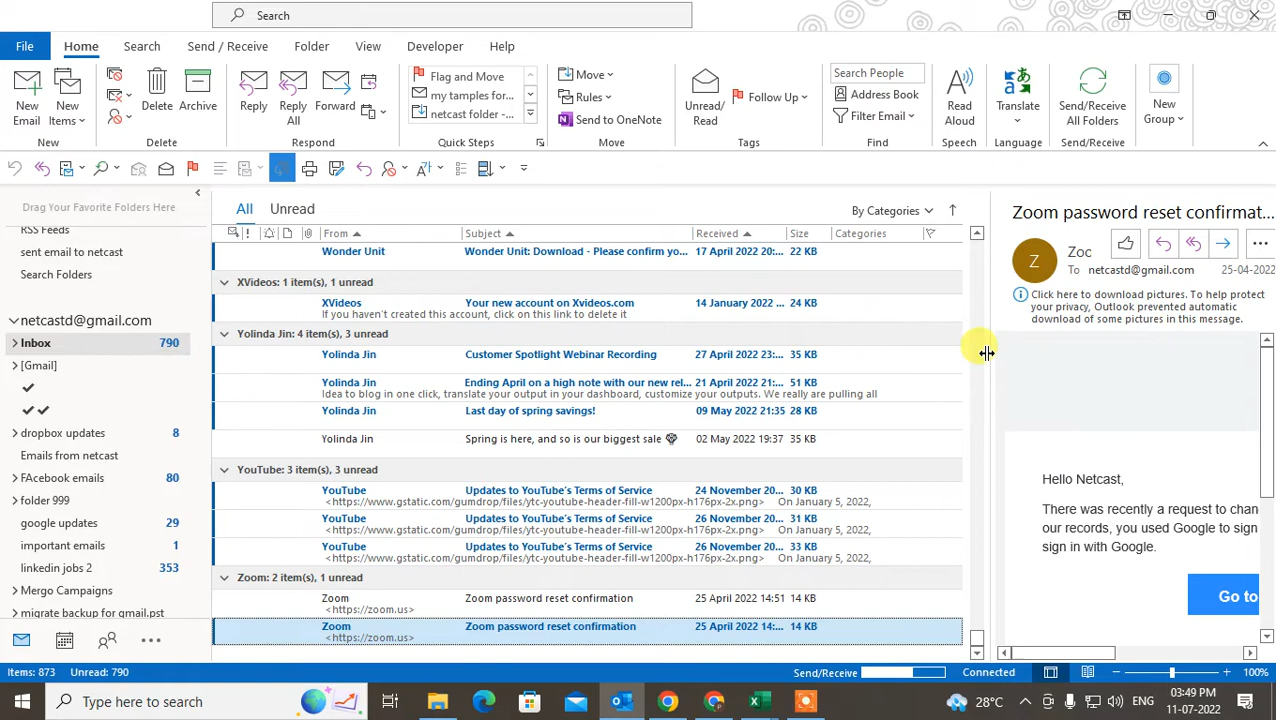 Search
File Home Search Send / Receive Folder View Developer Help
New Email
New Items
Delete
Archive
Reply
Reply All
Forward
Flag and Move
my tamples for...
netcast folder -...
Move
Rules
Send to OneNote
Unread/ Read
Follow Up
Search People
Address Book
Filter Email
Read Aloud
Translate
Send/Receive All Folders
New Group
New Delete Respond Quick Steps Move Tags Find Speech Language Send/Receive
Drag Your Favorite Folders Here
RSS Feeds
sent email to netcast
Search Folders
netcastd@gmail.com
Inbox 790
[Gmail]
dropbox updates 8
Emails from netcast
FAcebook emails 80
folder 999
google updates 29
important emails 1
linkedin jobs 2 353
Mergo Campaigns
migrate backup for gmail.pst
All Unread By Categories
From Subject Received Size Categories
Wonder Unit Wonder Unit: Download - Please confirm yo... 17 April 2022 20:... 22 KB
XVideos: 1 item(s), 1 unread
XVideos Your new account on Xvideos.com 14 January 2022 ... 24 KB
If you haven't created this account, click on this link to delete it
Yolinda Jin: 4 item(s), 3 unread
Yolinda Jin Customer Spotlight Webinar Recording 27 April 2022 23:... 35 KB
Yolinda Jin Ending April on a high note with our new rel... 21 April 2022 21:... 51 KB
Idea to blog in one click, translate your output in your dashboard, customize your outputs. We really are pulling all
Yolinda Jin Last day of spring savings! 09 May 2022 21:35 28 KB
Yolinda Jin Spring is here, and so is our biggest sale 02 May 2022 19:37 35 KB
YouTube: 3 item(s), 3 unread
YouTube Updates to YouTube's Terms of Service 24 November 20... 30 KB
<https://www.gstatic.com/gumdrop/files/ytc-youtube-header-fill-w1200px-h176px-2x.png> On January 5, 2022,
YouTube Updates to YouTube's Terms of Service 26 November 20... 31 KB
<https://www.gstatic.com/gumdrop/files/ytc-youtube-header-fill-w1200px-h176px-2x.png> On January 5, 2022,
YouTube Updates to YouTube's Terms of Service 26 November 20... 33 KB
<https://www.gstatic.com/gumdrop/files/ytc-youtube-header-fill-w1200px-h176px-2x.png> On January 5, 2022,
Zoom: 2 item(s), 1 unread
Zoom Zoom password reset confirmation 25 April 2022 14:51 14 KB
<https://zoom.us>
Zoom Zoom password reset confirmation 25 April 2022 14:... 14 KB
<https://zoom.us>
Zoom password reset confirmat...
Z
Zoc
To netcastd@gmail.com 25-04-2022
Click here to download pictures. To help protect
your privacy, Outlook prevented automatic
download of some pictures in this message.
Hello Netcast,
There was recently a request to chan
our records, you used Google to sign
sign in with Google.
Go to
Items: 873 Unread: 790 Send/Receive Connected 100%
Type here to search 28°C ENG 03:49 PM
11-07-2022